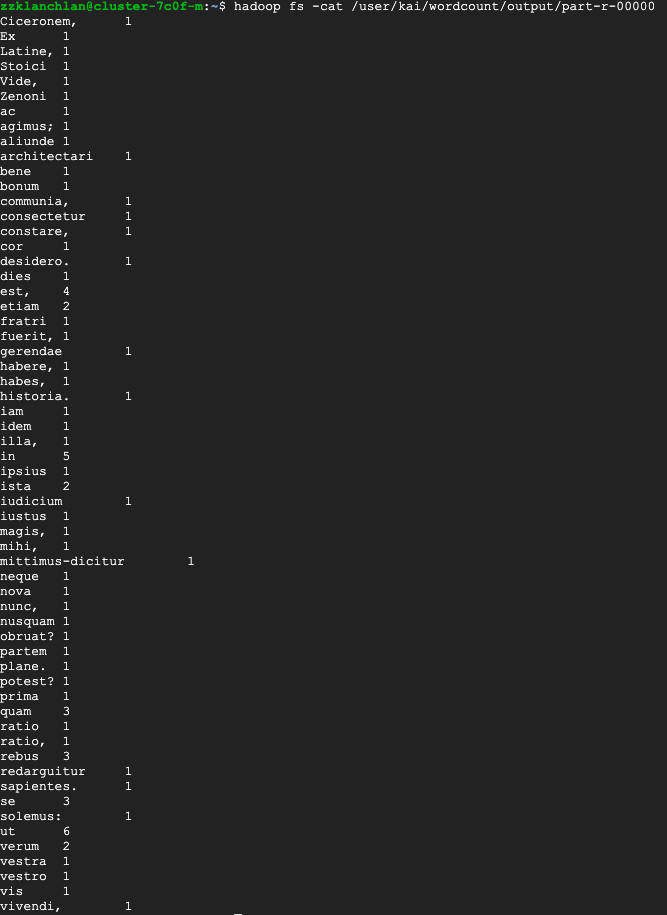 zzklanchlan@cluster-7c0f-m:~$ hadoop fs -cat /user/kai/wordcount/output/part-r-00000
Ciceronem, 1
Ex 1
Latine, 1
Stoici 1
Vide, 1
Zenoni 1
ac 1
agimus; 1
aliunde 1
architectari 1
bene 1
bonum 1
communia, 1
consectetur 1
constare, 1
cor 1
desidero. 1
dies 1
est, 4
etiam 2
fratri 1
fuerit, 1
gerendae 1
habere, 1
habes, 1
historia. 1
iam 1
idem 1
illa, 1
in 5
ipsius 1
ista 2
iudicium 1
iustus 1
magis, 1
mihi, 1
mittimus-dicitur 1
neque 1
nova 1
nunc, 1
nusquam 1
obruat? 1
partem 1
plane. 1
potest? 1
prima 1
quam 3
ratio 1
ratio, 1
rebus 3
redarguitur 1
sapientes. 1
se 3
solemus: 1
ut 6
verum 2
vestra 1
vestro 1
vis 1
vivendi, 1